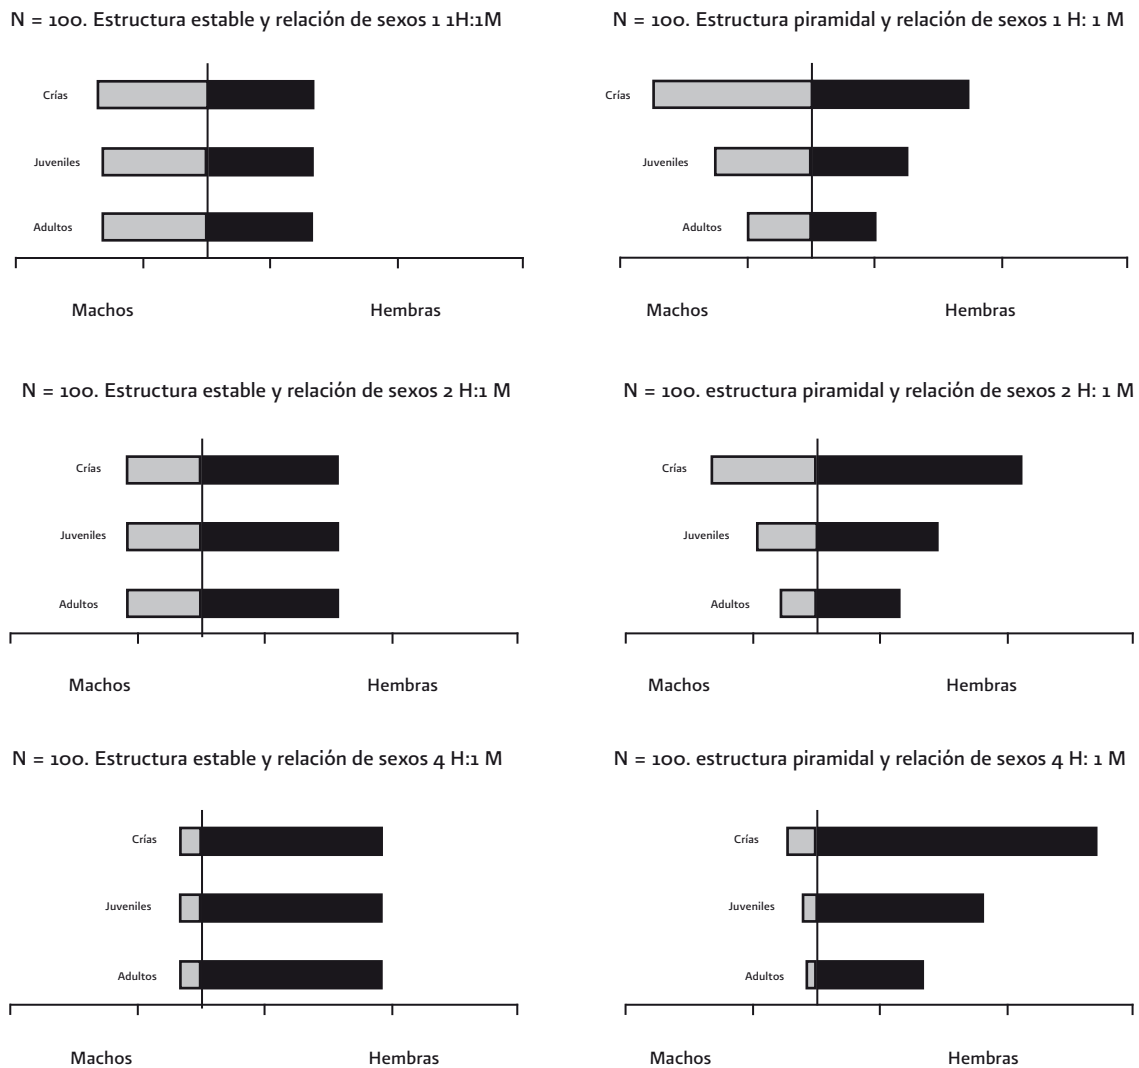 N = 100. Estructura estable y relación de sexos 1 1H:1M
Crías
Juveniles
Adultos
Machos Hembras
N = 100. Estructura piramidal y relación de sexos 1 H: 1 M
Crías
Juveniles
Adultos
Machos Hembras
N = 100. Estructura estable y relación de sexos 2 H:1 M
Crías
Juveniles
Adultos
Machos Hembras
N = 100. estructura piramidal y relación de sexos 2 H: 1 M
Crías
Juveniles
Adultos
Machos Hembras
N = 100. Estructura estable y relación de sexos 4 H:1 M
Crías
Juveniles
Adultos
Machos Hembras
N = 100. estructura piramidal y relación de sexos 4 H: 1 M
Crías
Juveniles
Adultos
Machos Hembras